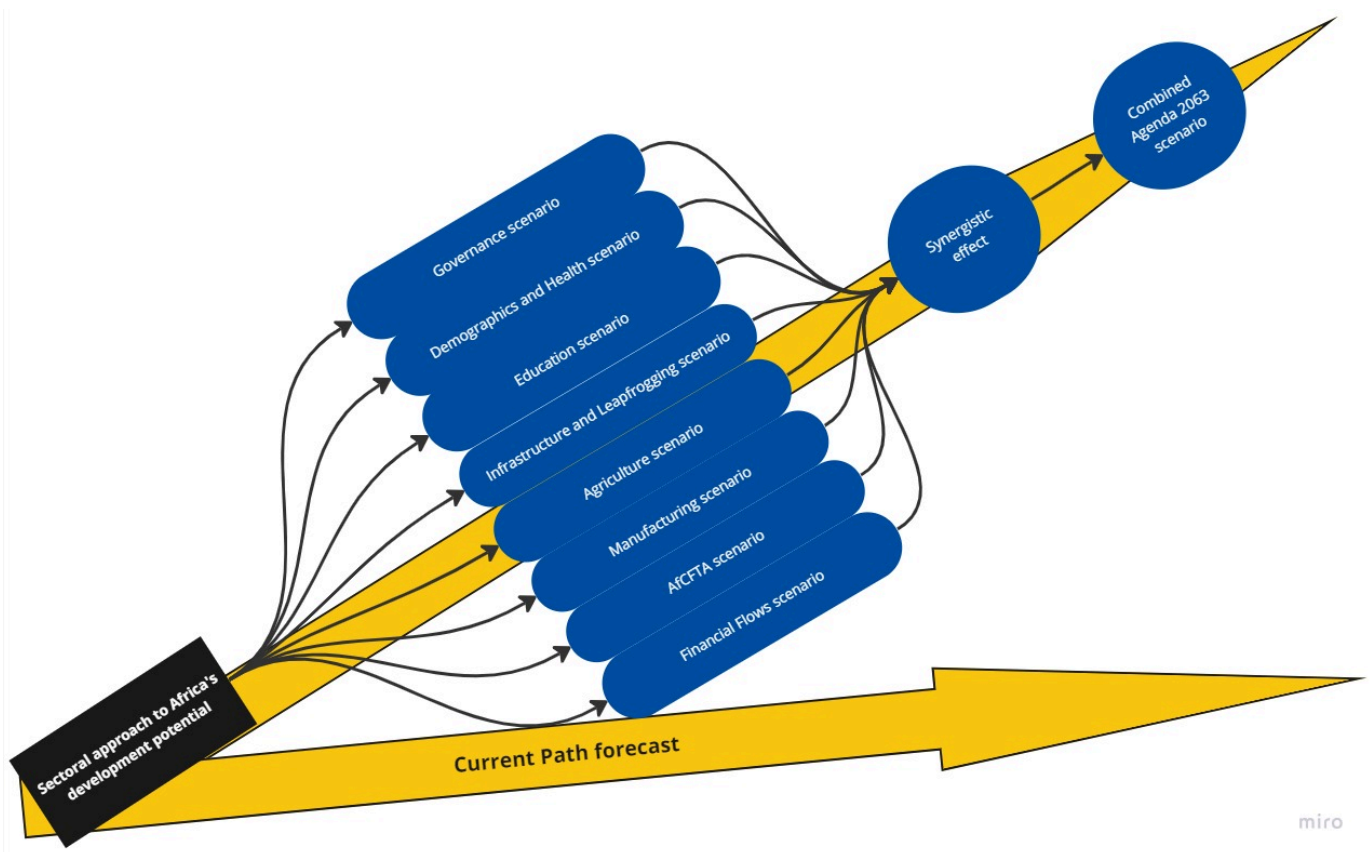 Combined
Agenda 2063
scenario
Synergistic
effect
Governance scenario
Demographics and Health scenario
Education scenario
Infrastructure and Leapfrogging scenario
Agriculture scenario
Manufacturing scenario
AfCFTA scenario
Financial Flows scenario
Sectoral approach to Africa's
development potential
Current Path forecast
miro